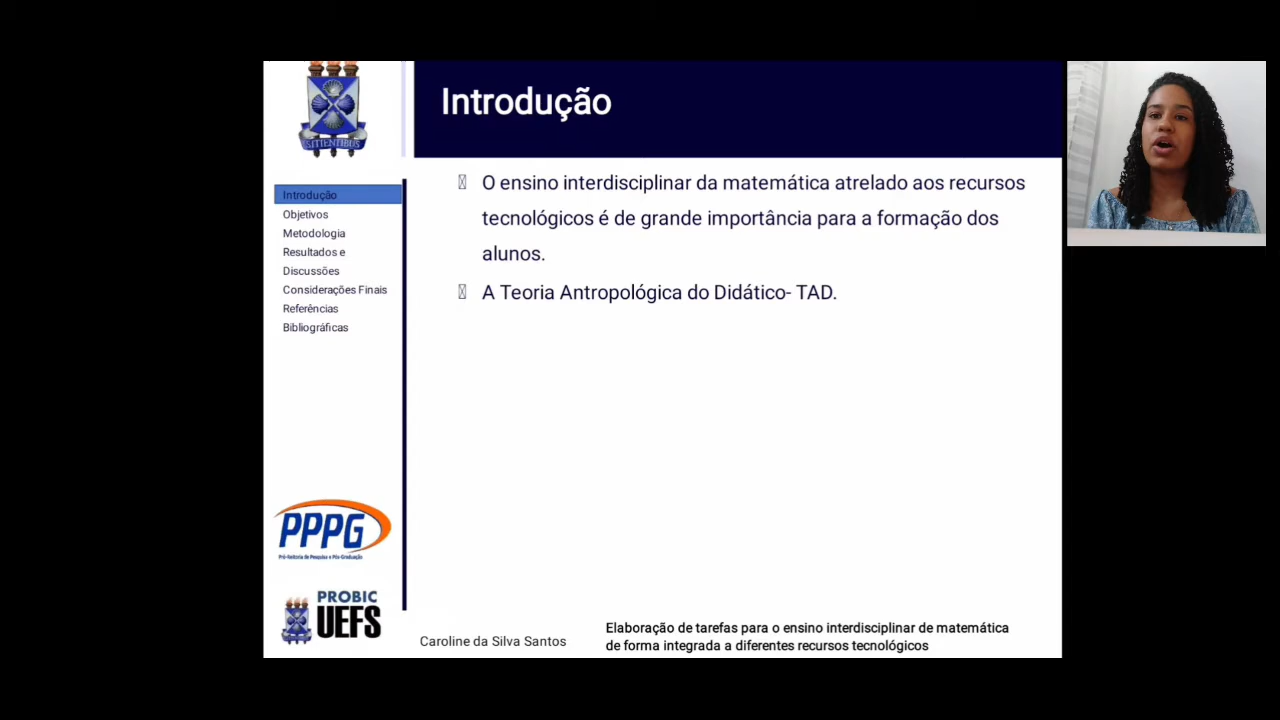 SITIENTIBUS
Introdução
Introdução
Objetivos
Metodologia
Resultados e
Discussões
Considerações Finais
Referências
Bibliográficas
O ensino interdisciplinar da matemática atrelado aos recursos
tecnológicos é de grande importância para a formação dos
alunos.
A Teoria Antropológica do Didático- TAD.
PPPG
Pró-Reitoria de Pesquisa e Pós-Graduação
PROBIC
UEFS
Caroline da Silva Santos
Elaboração de tarefas para o ensino interdisciplinar de matemática
de forma integrada a diferentes recursos tecnológicos